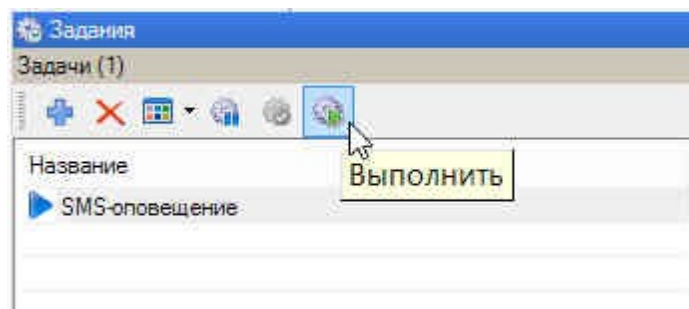 Задания
Задачи (1)
Название
Выполнить
SMS-оповещение